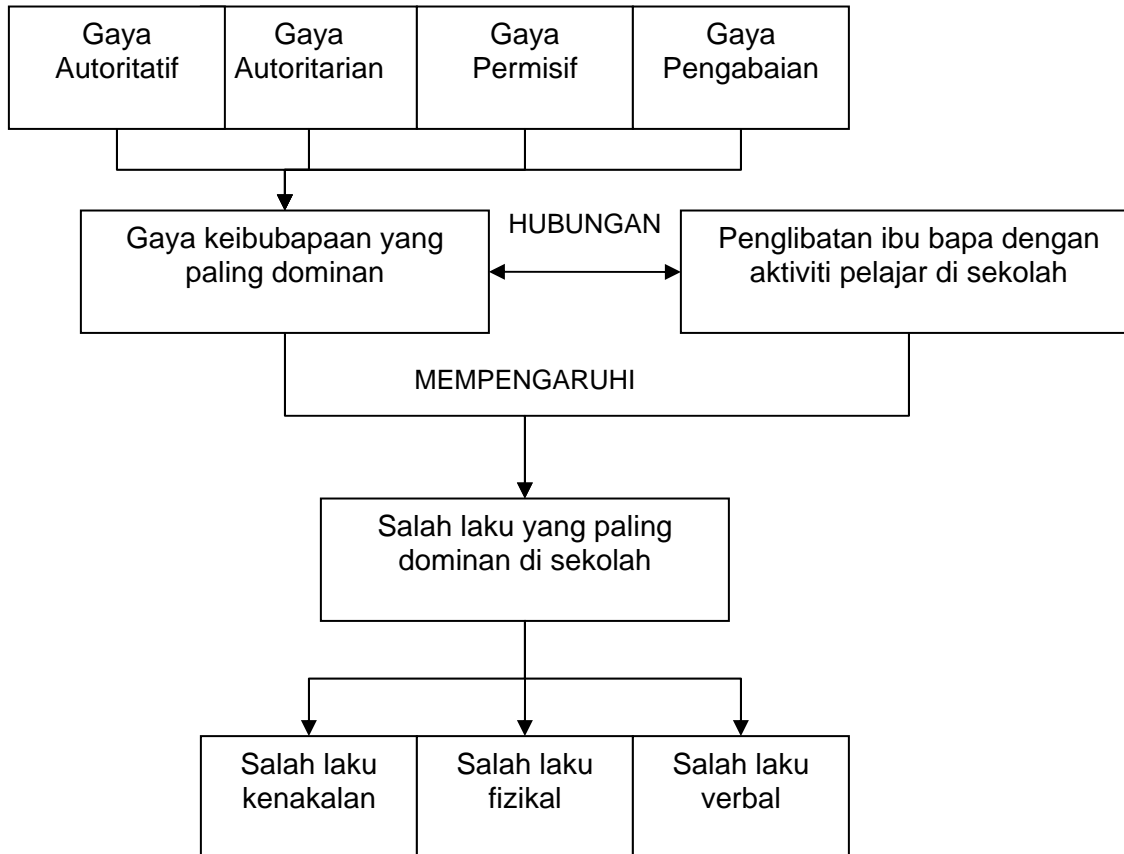 Gaya
Autoritatif
Gaya
Autoritarian
Gaya
Permisif
Gaya
Pengabaian
Gaya keibubapaan yang
paling dominan
HUBUNGAN
Penglibatan ibu bapa dengan
aktiviti pelajar di sekolah
MEMPENGARUHI
Salah laku yang paling
dominan di sekolah
Salah laku
kenakalan
Salah laku
fizikal
Salah laku
verbal